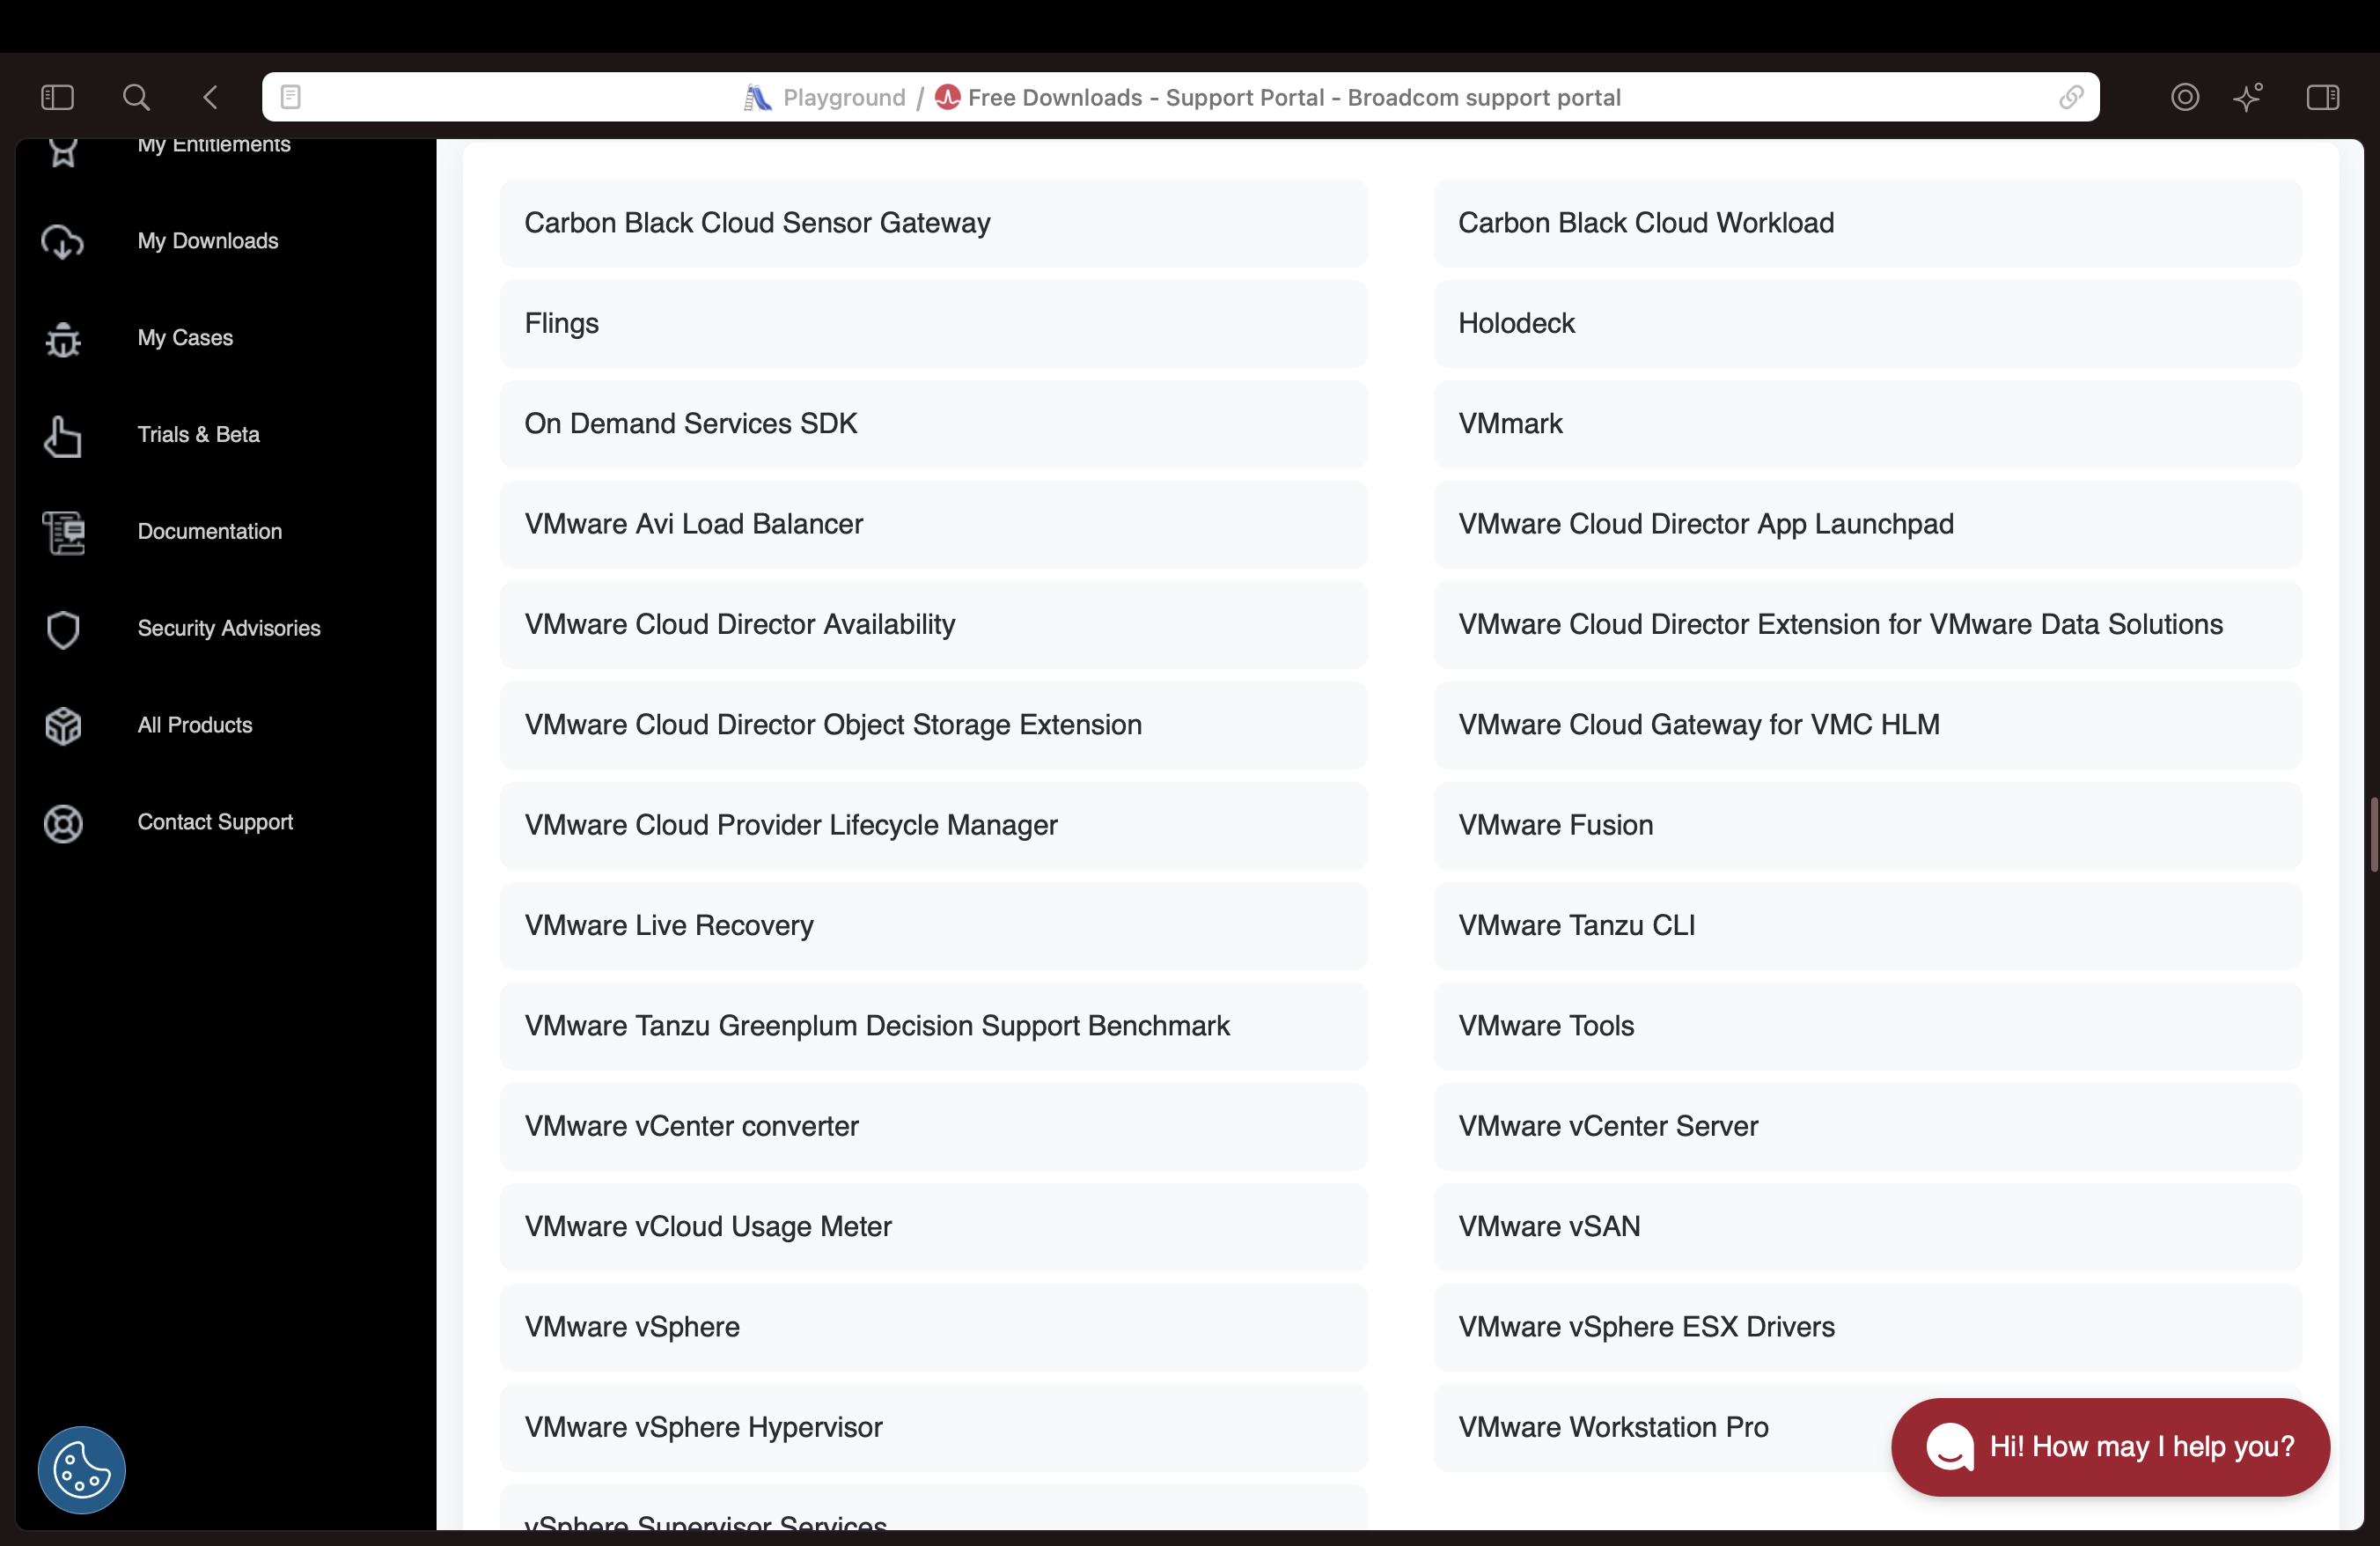 Playground / Free Downloads - Support Portal - Broadcom support portal
My Entitlements
My Downloads
My Cases
Trials & Beta
Documentation
Security Advisories
All Products
Contact Support
Carbon Black Cloud Sensor Gateway
Carbon Black Cloud Workload
Flings
Holodeck
On Demand Services SDK
VMmark
VMware Avi Load Balancer
VMware Cloud Director App Launchpad
VMware Cloud Director Availability
VMware Cloud Director Extension for VMware Data Solutions
VMware Cloud Director Object Storage Extension
VMware Cloud Gateway for VMC HLM
VMware Cloud Provider Lifecycle Manager
VMware Fusion
VMware Live Recovery
VMware Tanzu CLI
VMware Tanzu Greenplum Decision Support Benchmark
VMware Tools
VMware vCenter converter
VMware vCenter Server
VMware vCloud Usage Meter
VMware vSAN
VMware vSphere
VMware vSphere ESX Drivers
VMware vSphere Hypervisor
VMware Workstation Pro
vSphere Supervisor Services
Hi! How may I help you?